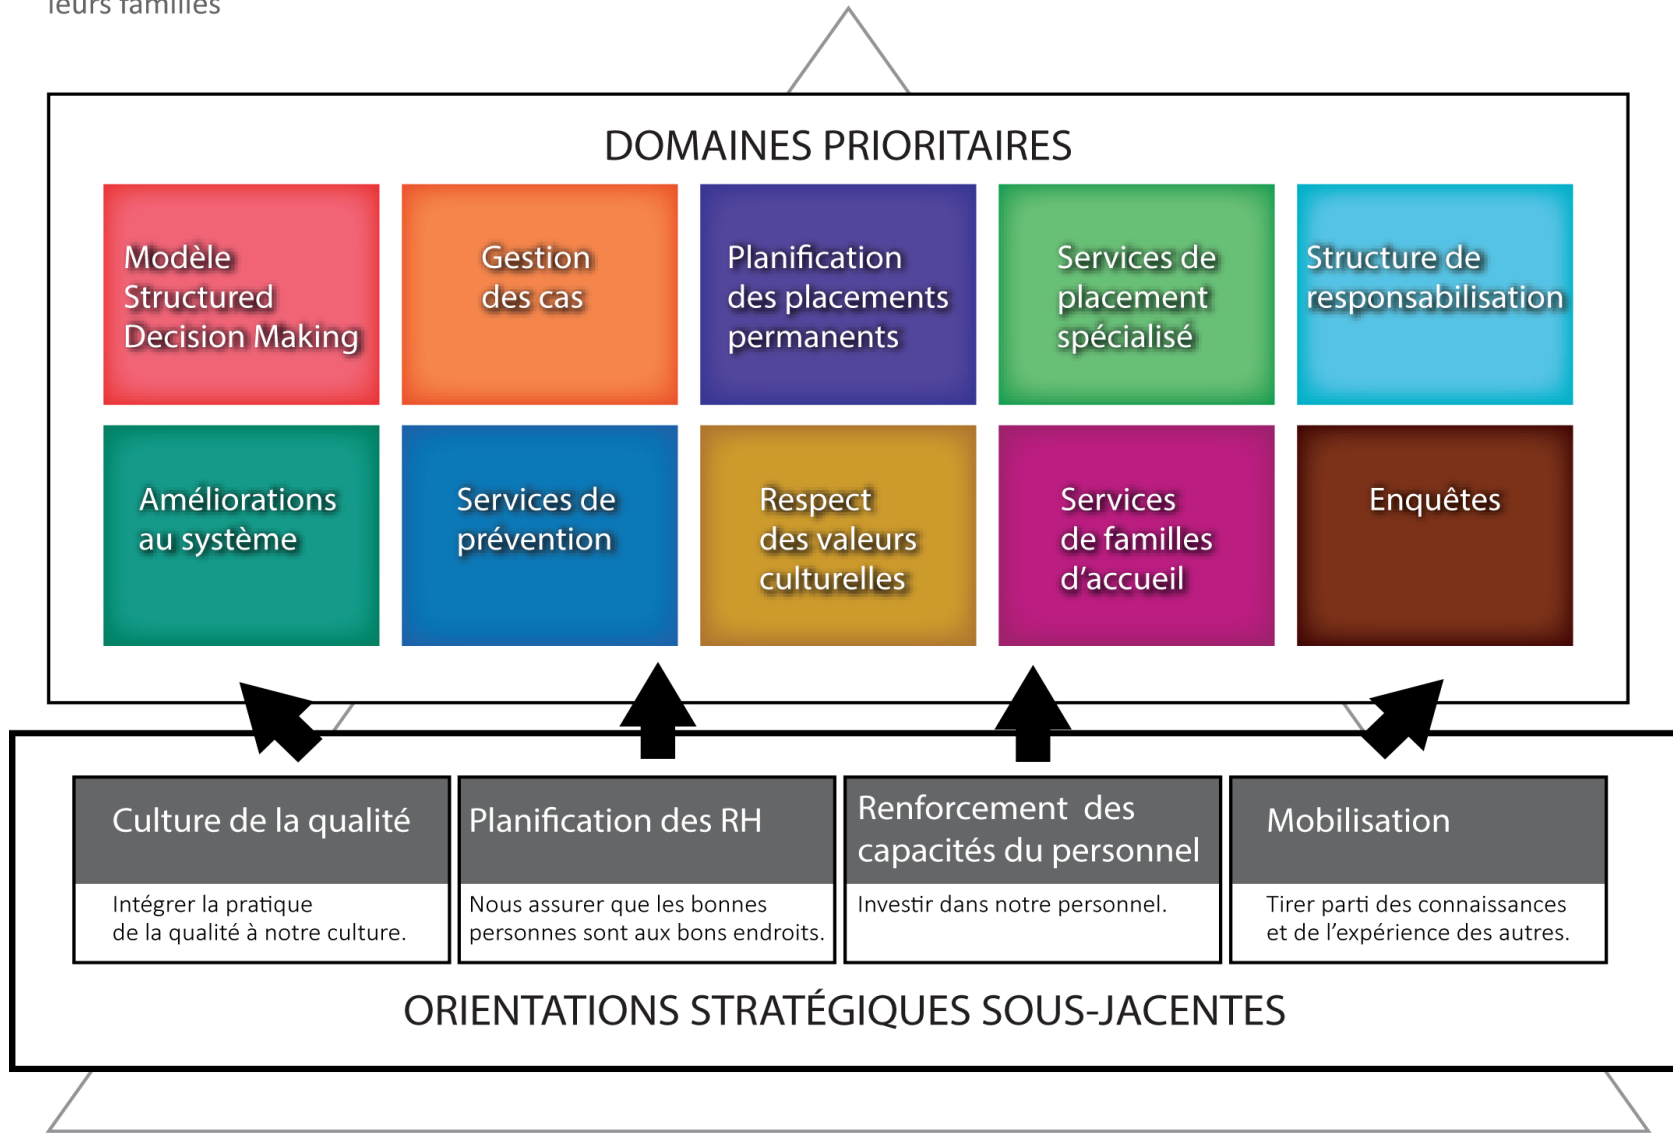 leurs familles
DOMAINES PRIORITAIRES
Modèle
Structured
Decision Making
Gestion
des cas
Planification
des placements
permanents
Services de
placement
spécialisé
Structure de
responsabilisation
Améliorations
au système
Services de
prévention
Respect
des valeurs
culturelles
Services
de familles
d'accueil
Enquêtes
Culture de la qualité
Intégrer la pratique
de la qualité à notre culture.
Planification des RH
Nous assurer que les bonnes
personnes sont aux bons endroits.
Renforcement des
capacités du personnel
Investir dans notre personnel.
Mobilisation
Tirer parti des connaissances
et de l'expérience des autres.
ORIENTATIONS STRATÉGIQUES SOUS-JACENTES